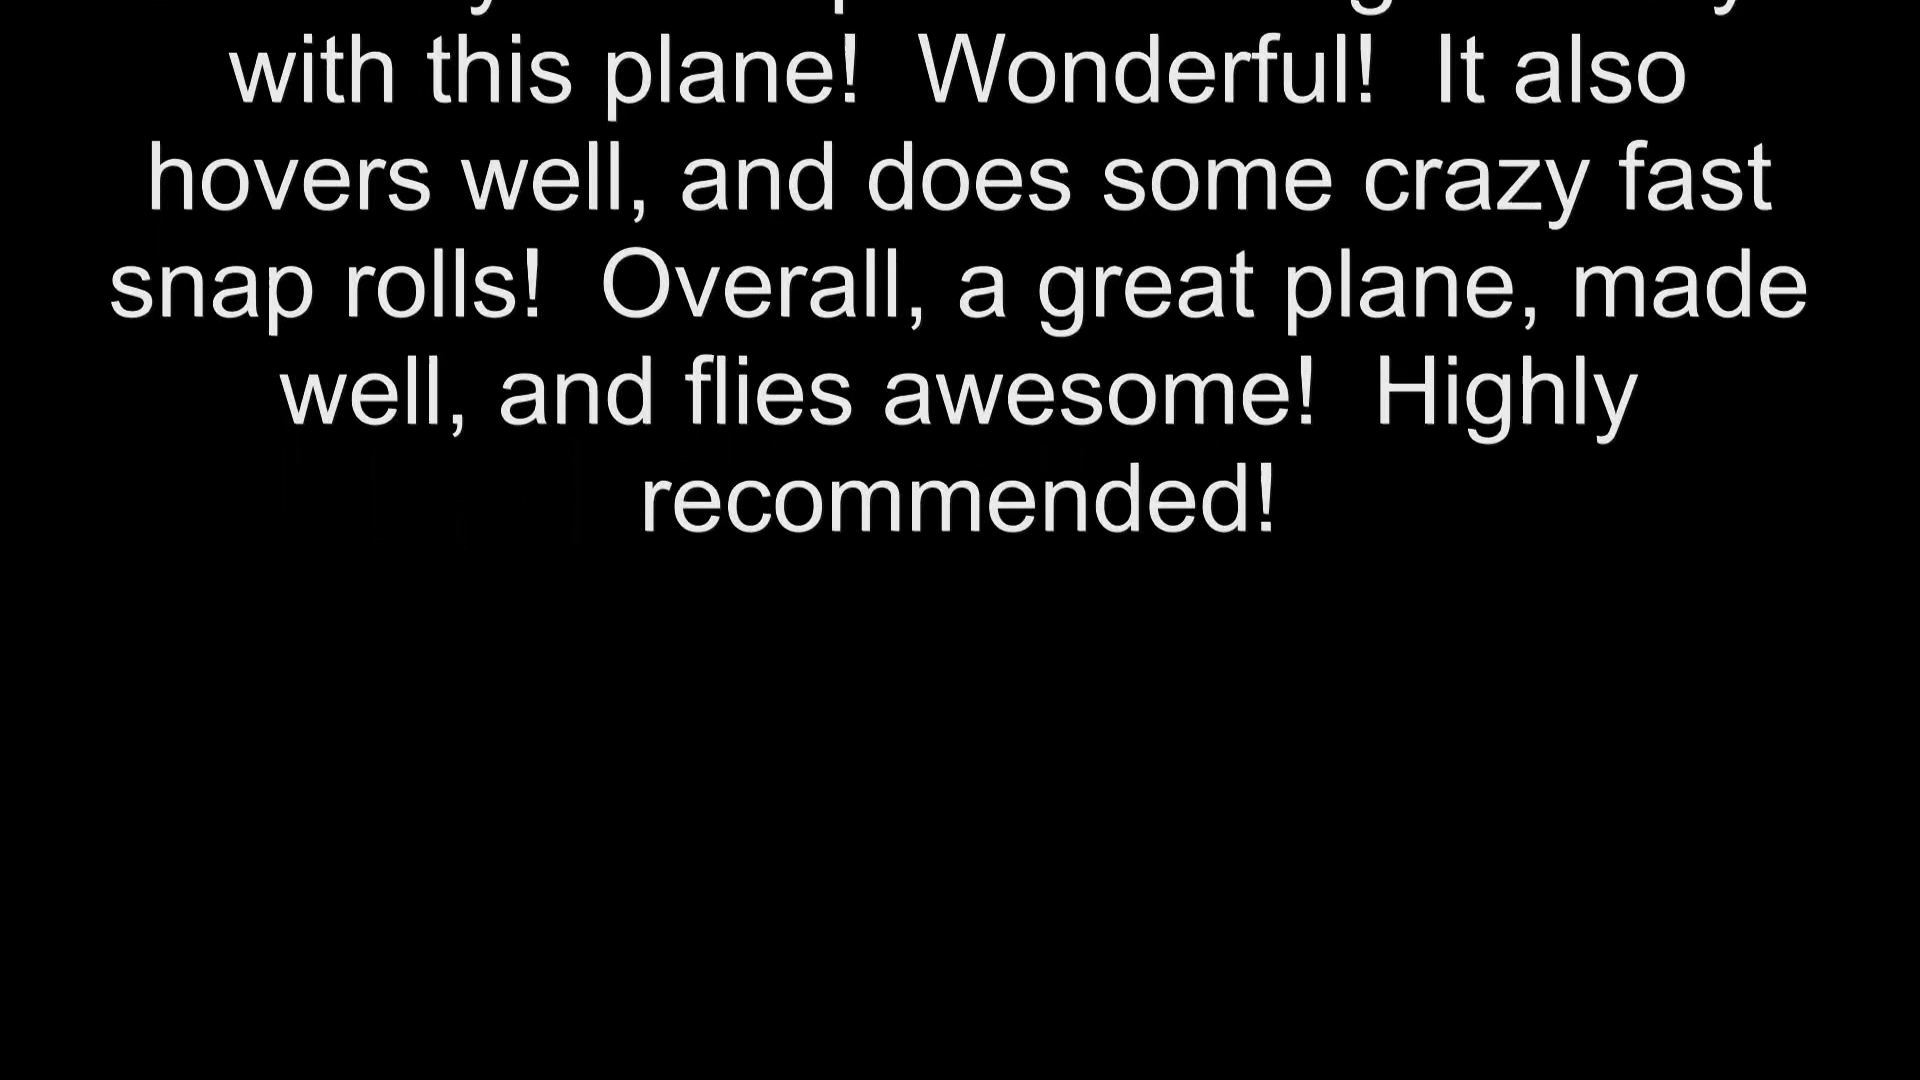 with this plane!  Wonderful!  It also
hovers well, and does some crazy fast
snap rolls!  Overall, a great plane, made
well, and flies awesome!  Highly
recommended!